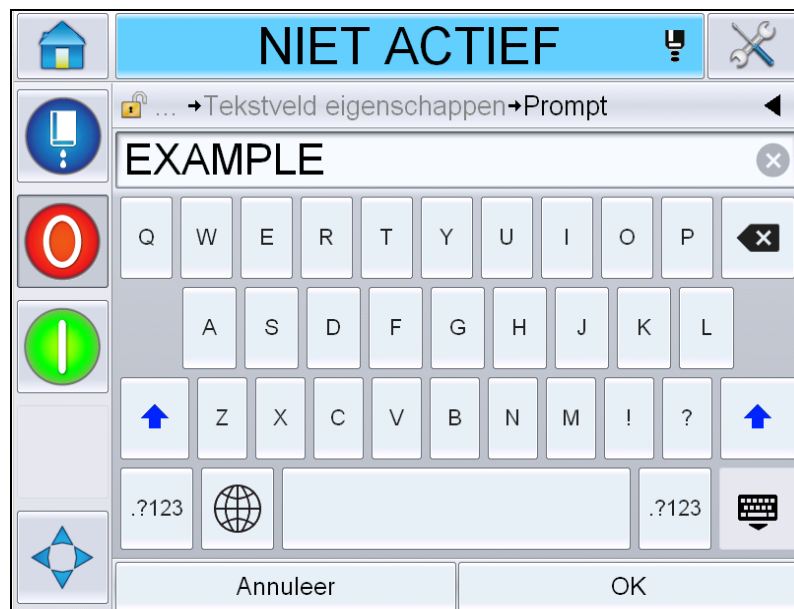 NIET ACTIEF
... →Tekstveld eigenschappen→Prompt
EXAMPLE
Q W E R T Y U I O P
A S D F G H J K L
Z X C V B N M ! ?
.?123 .?123
Annuleer OK